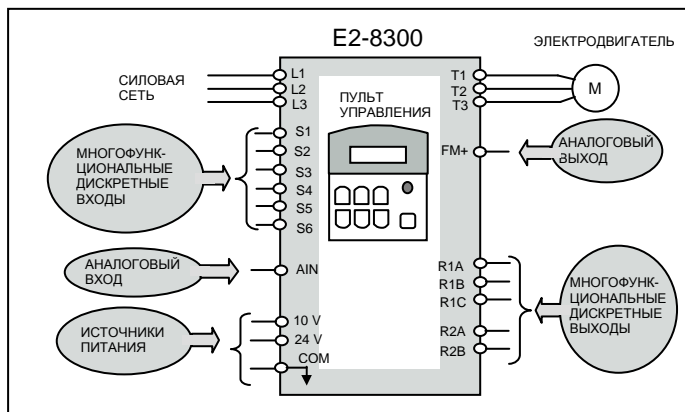 E2-8300
ЭЛЕКТРОДВИГАТЕЛЬ
СИЛОВАЯ
СЕТЬ
L1
L2
L3
ПУЛЬТ
УПРАВЛЕНИЯ
T1
T2
T3
М
МНОГОФУНК-
ЦИОНАЛЬНЫЕ
ДИСКРЕТНЫЕ
ВХОДЫ
S1
S2
S3
S4
S5
S6
FM+
АНАЛОГОВЫЙ
ВЫХОД
АНАЛОГОВЫЙ
ВХОД
AIN
ИСТОЧНИКИ
ПИТАНИЯ
10 V
24 V
COM
R1A
R1B
R1C
R2A
R2B
МНОГОФУНК-
ЦИОНАЛЬНЫЕ
ДИСКРЕТНЫЕ
ВЫХОДЫ